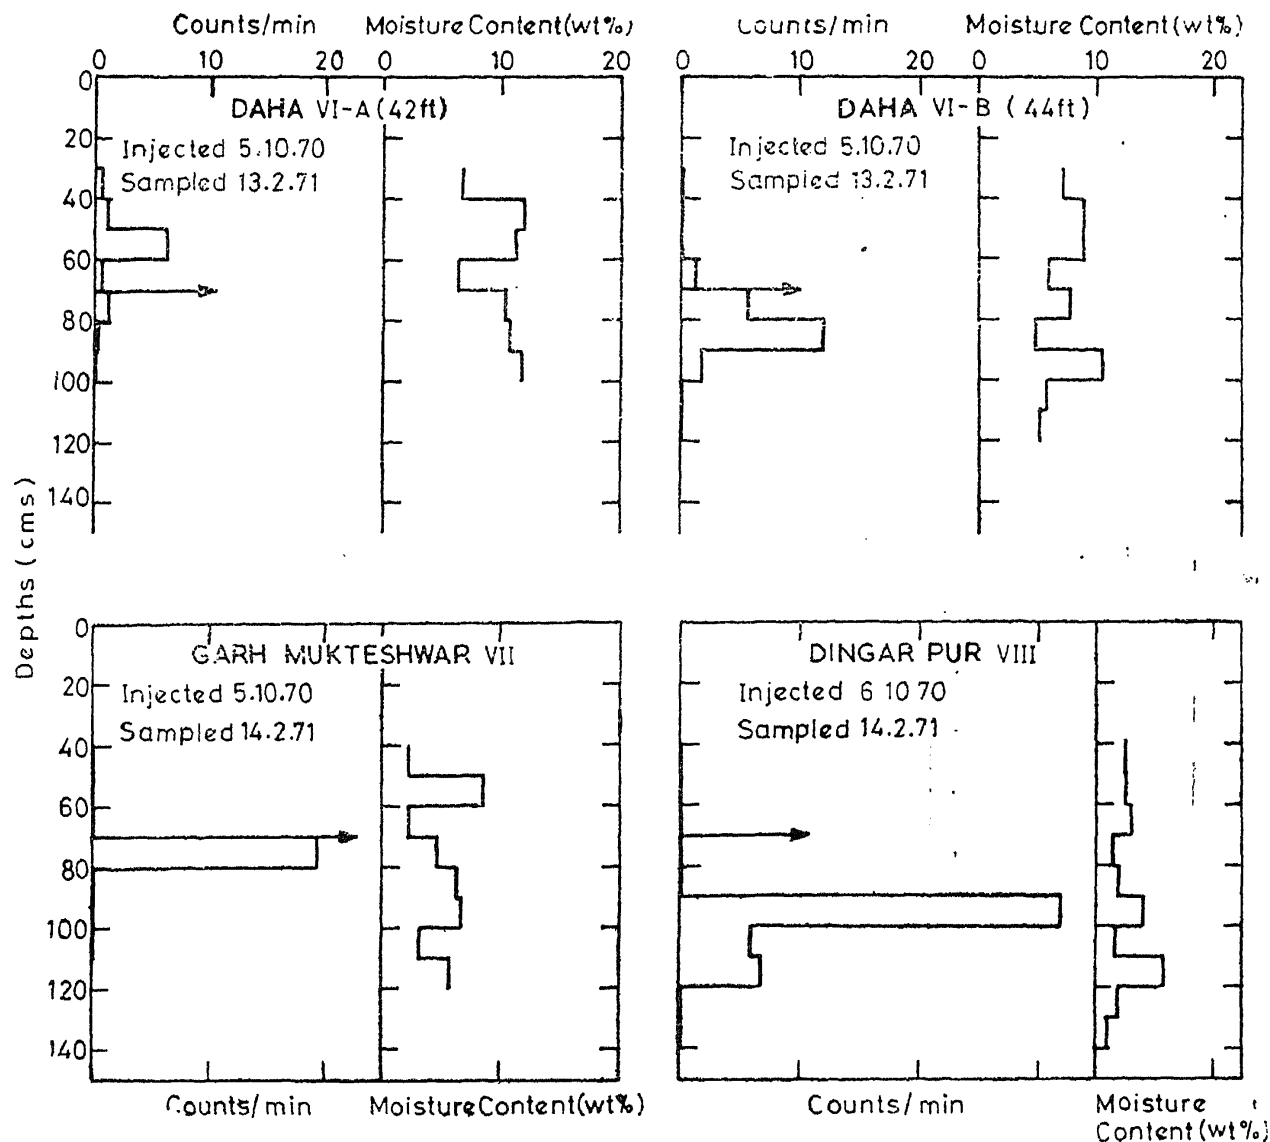 Counts/min Moisture Content(wt%) Counts/min Moisture Content(wt%)
0 10 0 10 20 0 10 0 10 20
0
DAHA VI-A (42ft) DAHA VI-B (44ft)
20
Injected 5.10.70 Injected 5.10.70
Sampled 13.2.71 Sampled 13.2.71
40
60
80
100
120
140
Depths (cms)
0
GARH MUKTESHWAR VII DINGAR PUR VIII
20
Injected 5.10.70 Injected 6 10 70
Sampled 14.2.71 Sampled 14.2.71
40
60
80
100
120
140
Counts/min Moisture Content(wt%) Counts/min Moisture
Content(wt%)